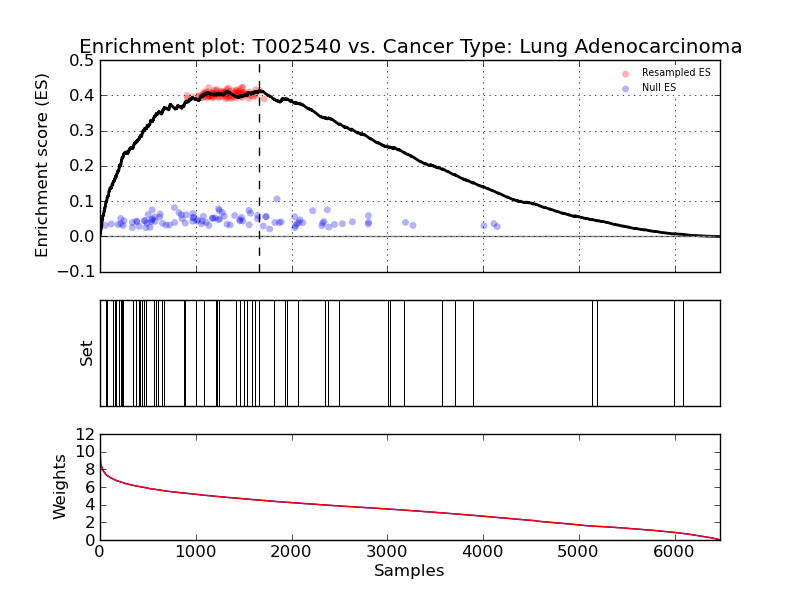 Enrichment plot: T002540 vs. Cancer Type: Lung Adenocarcinoma
0.5
0.4
0.3
0.2
0.1
0.0
−0.1
Enrichment score (ES)
Resampled ES
Null ES
Set
12
10
8
6
4
2
0
Weights
0 1000 2000 3000 4000 5000 6000
Samples